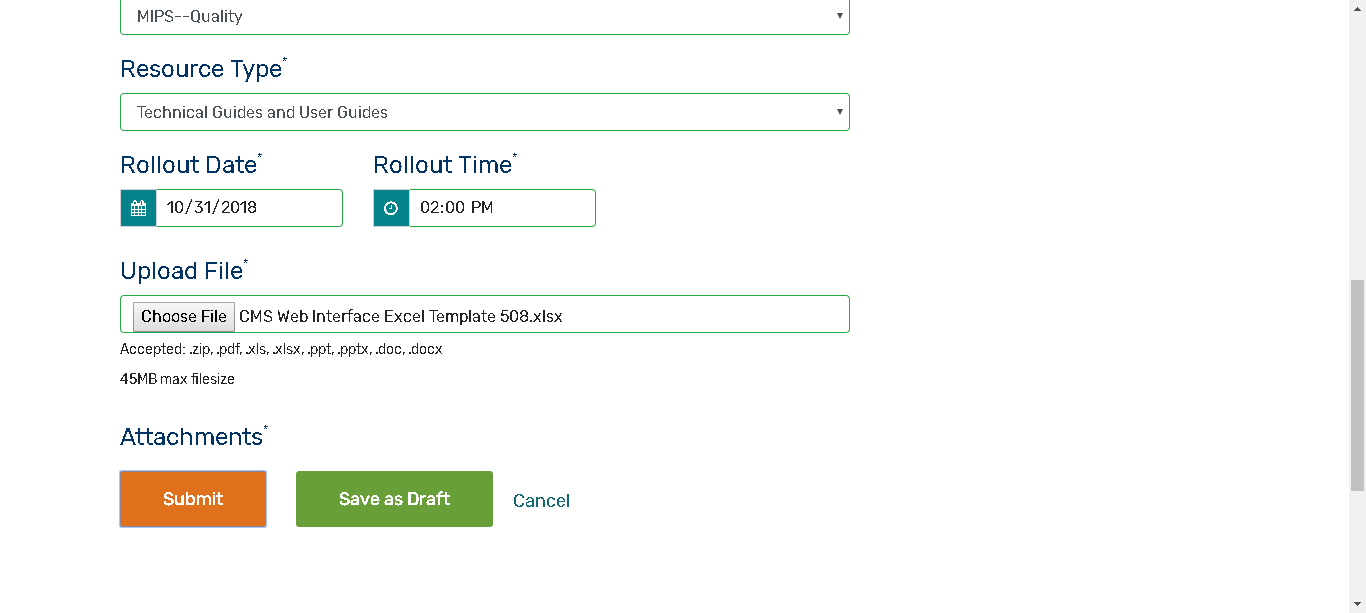 MIPS--Quality
Resource Type*
Technical Guides and User Guides
Rollout Date* Rollout Time*
10/31/2018 02:00 PM
Upload File*
Choose File CMS Web Interface Excel Template 508.xlsx
Accepted: .zip, .pdf, .xls, .xlsx, .ppt, .pptx, .doc, .docx
45MB max filesize
Attachments*
Submit Save as Draft Cancel